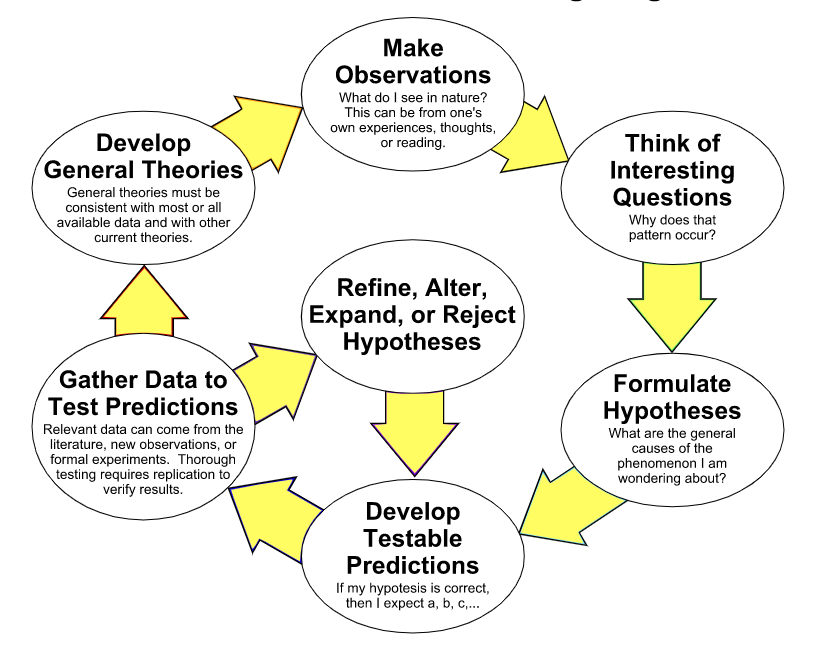 Make
Observations
What do I see in nature?
This can be from one's
own experiences, thoughts,
or reading.
Think of
Interesting
Questions
Why does that
pattern occur?
Formulate
Hypotheses
What are the general
causes of the
phenomenon I am
wondering about?
Develop
Testable
Predictions
If my hypotesis is correct,
then I expect a, b, c,...
Gather Data to
Test Predictions
Relevant data can come from the
literature, new observations, or
formal experiments. Thorough
testing requires replication to
verify results.
Refine, Alter,
Expand, or Reject
Hypotheses
Develop
General Theories
General theories must be
consistent with most or all
available data and with other
current theories.